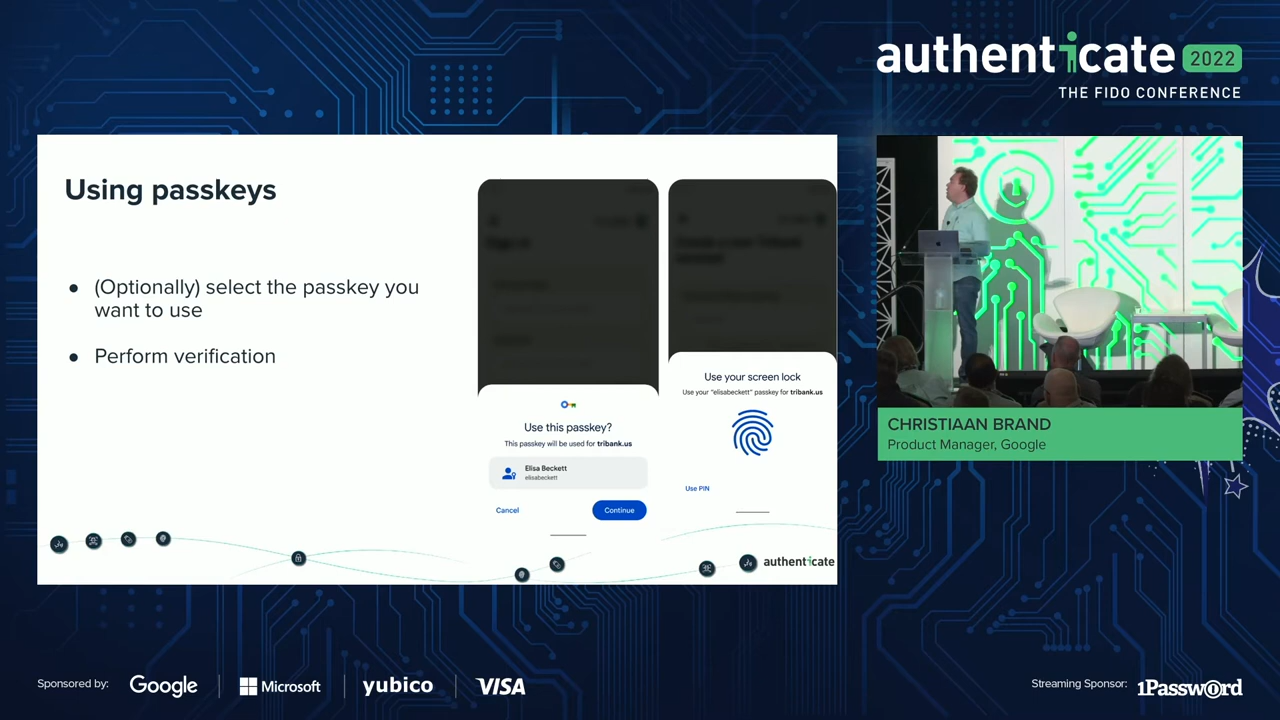 authenticate 2022
THE FIDO CONFERENCE
Using passkeys
(Optionally) select the passkey you
want to use
Perform verification
Use this passkey?
This passkey will be used for tribank.us
Elisa Beckett
elisabeckett
Cancel
Continue
Use your screen lock
Use your "elisabeckett" passkey for tribank.us
Use PIN
authenticate
CHRISTIAAN BRAND
Product Manager, Google
Sponsored by:
Google
Microsoft
yubico
VISA
Streaming Sponsor:
1Password